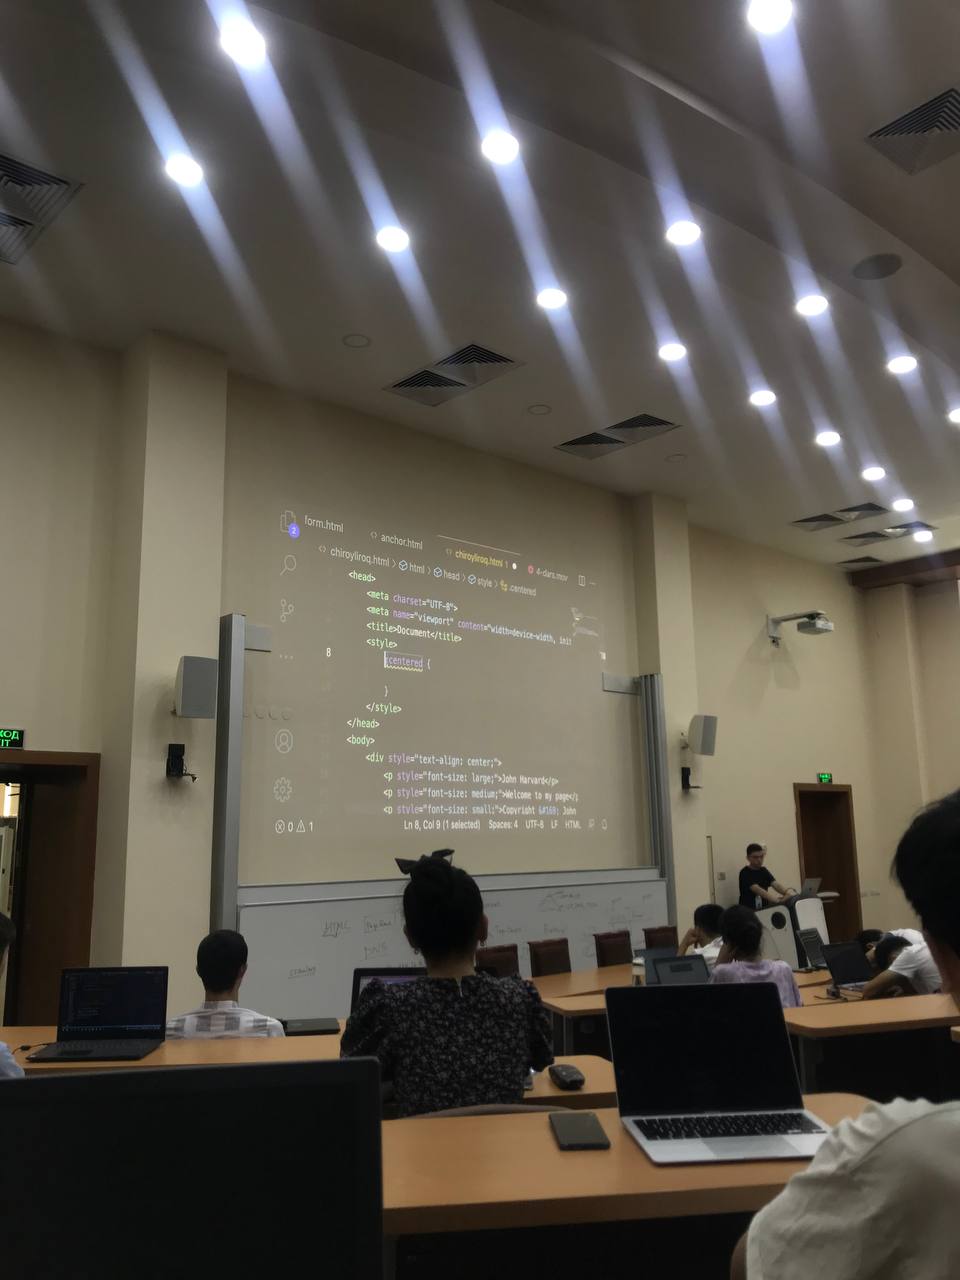 form.html
anchor.html
chiroyliroq.html 1
4-dars.mov
chiroyliroq.html > html > head > style > .centered
2
<head>
<meta charset="UTF-8">
<meta name="viewport" content="width=device-width, init
<title>Document</title>
<style>
8 .centered {
}
</style>
</head>
<body>
<div style="text-align: center;">
<p style="font-size: large;">John Harvard</p>
<p style="font-size: medium;">Welcome to my page</p>
<p style="font-size: small;">Copyright &#169; John
0 1 Ln 8, Col 9 (1 selected) Spaces: 4 UTF-8 LF HTML
ХОД
HTML